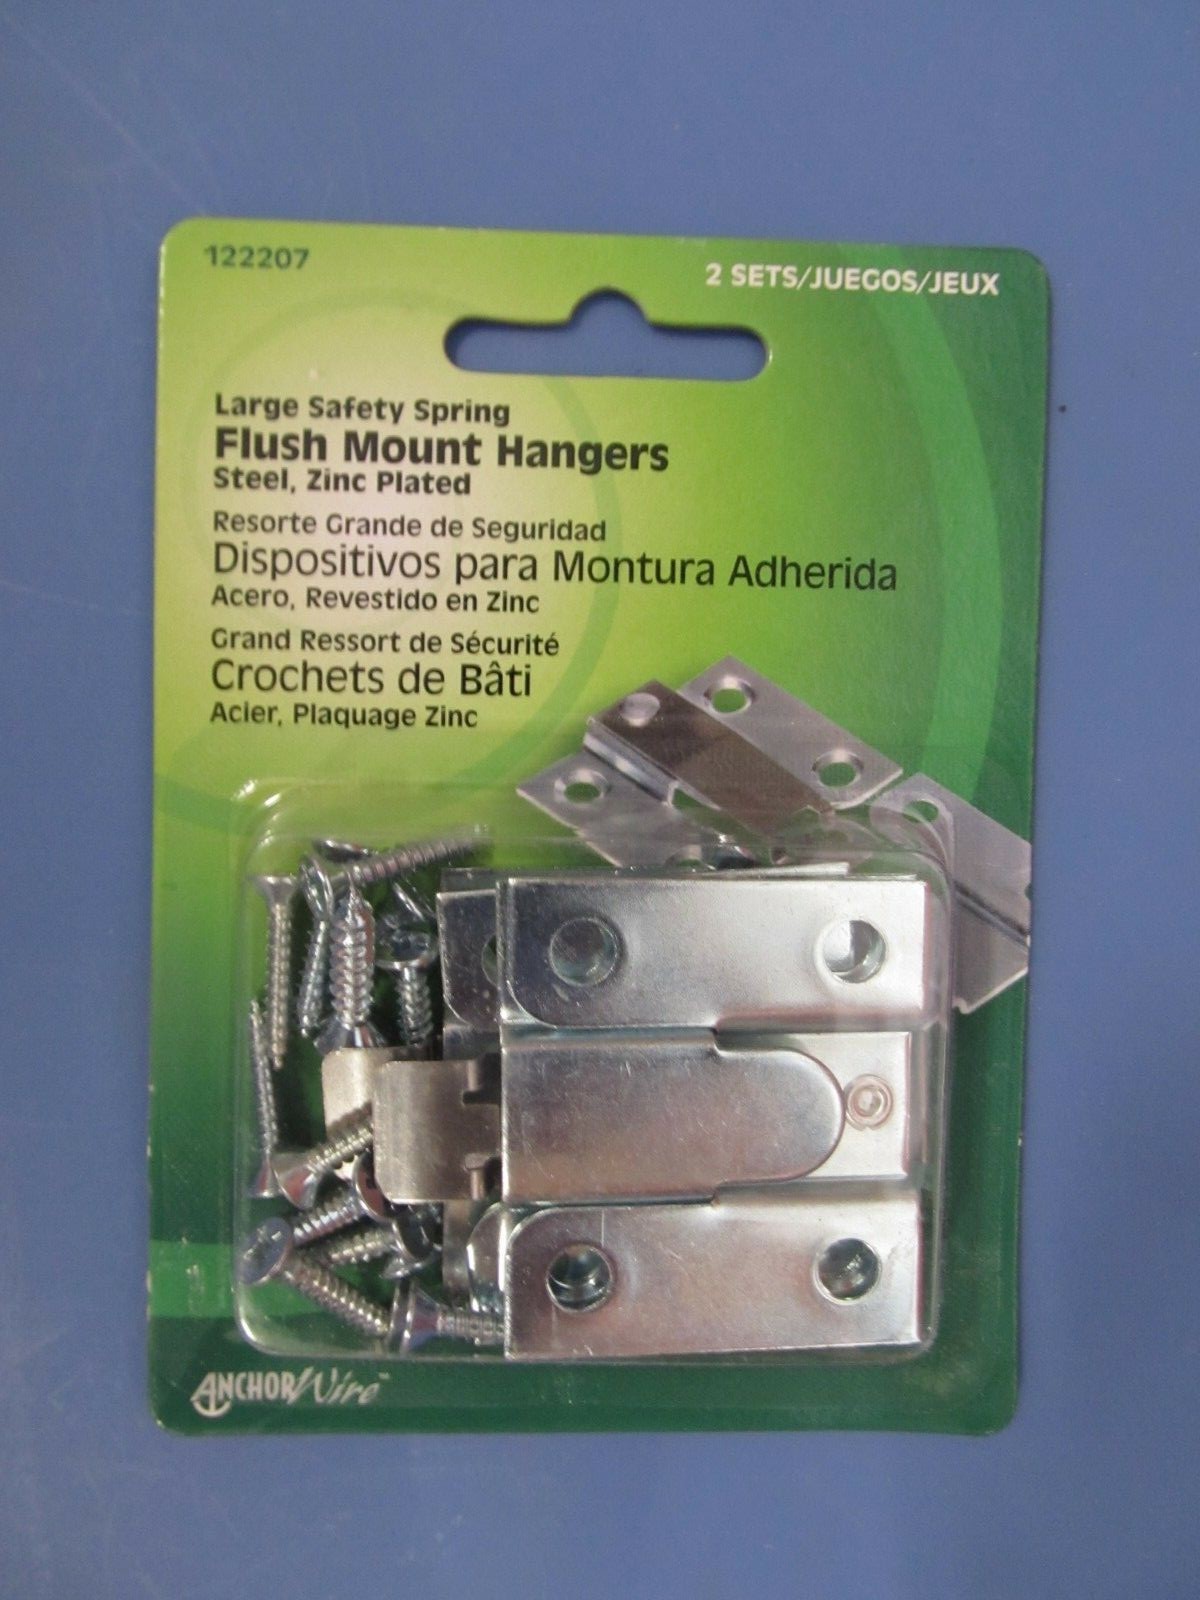 122207
2 SETS/JUEGOS/JEUX
Large Safety Spring
Flush Mount Hangers
Steel, Zinc Plated
Resorte Grande de Seguridad
Dispositivos para Montura Adherida
Acero, Revestido en Zinc
Grand Ressort de Sécurité
Crochets de Bâti
Acier, Plaquage Zinc
ANCHOR Wire™